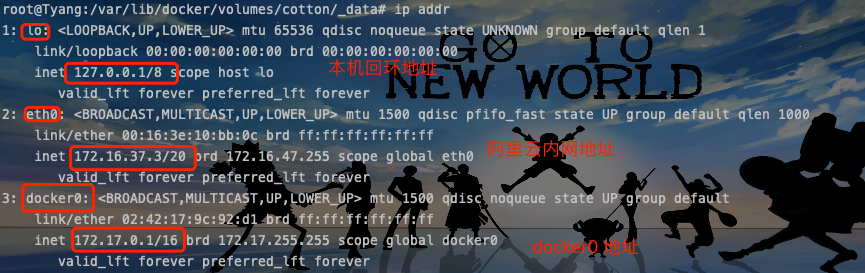 root@Tyang:/var/lib/docker/volumes/cotton/_data# ip addr
1: lo: <LOOPBACK,UP,LOWER_UP> mtu 65536 qdisc noqueue state UNKNOWN group default qlen 1
link/loopback 00:00:00:00:00:00 brd 00:00:00:00:00:00
inet 127.0.0.1/8 scope host lo
本机回环地址
valid_lft forever preferred_lft forever
GO TO
NEW WORLD
2: eth0: <BROADCAST,MULTICAST,UP,LOWER_UP> mtu 1500 qdisc pfifo_fast state UP group default qlen 1000
link/ether 00:16:3e:10:bb:0c brd ff:ff:ff:ff:ff:ff
inet 172.16.37.3/20 brd 172.16.47.255 scope global eth0
阿里云内网地址
valid_lft forever preferred_lft forever
3: docker0: <BROADCAST,MULTICAST,UP,LOWER_UP> mtu 1500 qdisc noqueue state UP group default
link/ether 02:42:17:9c:92:d1 brd ff:ff:ff:ff:ff:ff
inet 172.17.0.1/16 brd 172.17.255.255 scope global docker0
docker0 地址
valid_lft forever preferred_lft forever